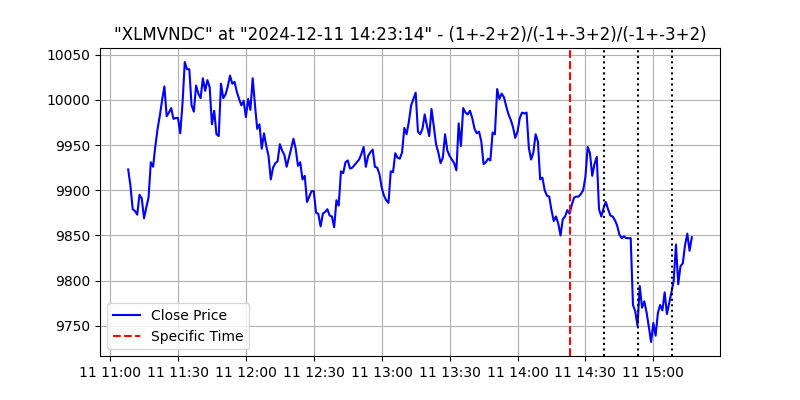 "XLMVNDC" at "2024-12-11 14:23:14" - (1+-2+2)/(-1+-3+2)/(-1+-3+2)
10050
10000
9950
9900
9850
9800
9750
Close Price
Specific Time
11 11:00 11 11:30 11 12:00 11 12:30 11 13:00 11 13:30 11 14:00 11 14:30 11 15:00